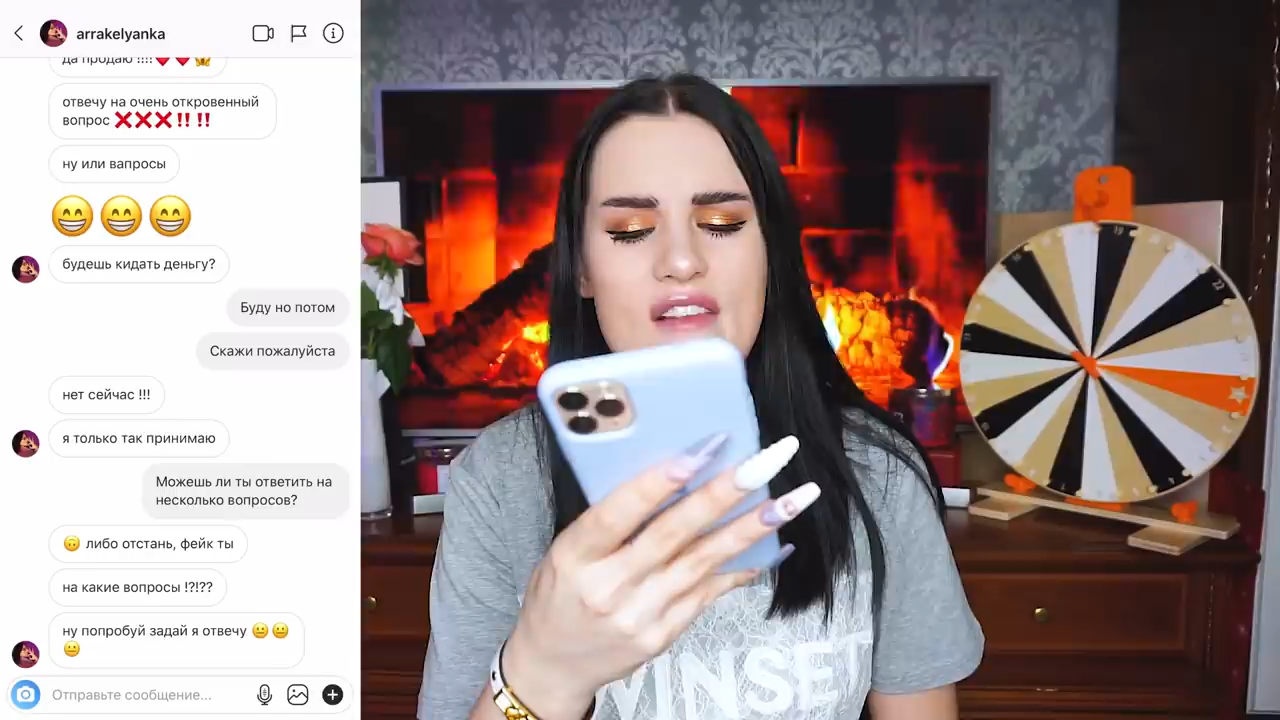 arrakelyanka
да продаю !!!!❤️❤️🙀
отвечу на очень откровенный
вопрос ❌❌❌‼️‼️
ну или вапросы
😁😁😁
будешь кидать деньгу?
Буду но потом
Скажи пожалуйста
нет сейчас !!!
я только так принимаю
Можешь ли ты ответить на
несколько вопросов?
🙃 либо отстань, фейк ты
на какие вопросы !?!??
ну попробуй задай я отвечу 😐😐
😐
Отправьте сообщение...
19
22